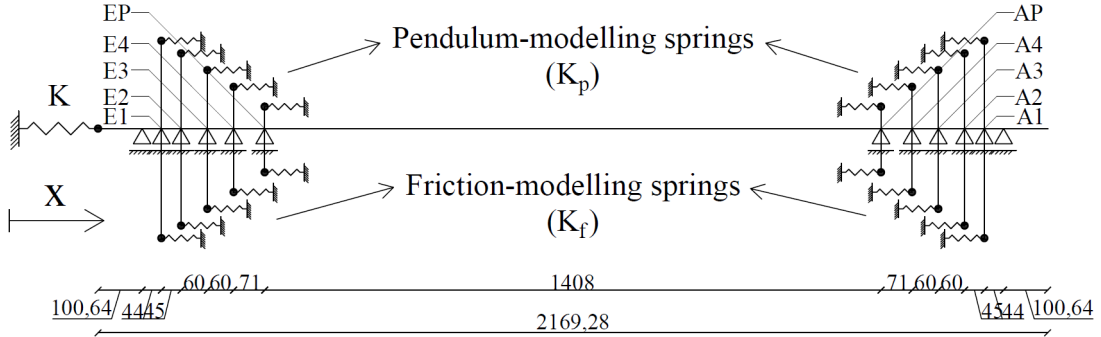 EP
AP
E4
A4
E3
A3
E2
A2
E1
A1
Pendulum-modelling springs
(Kp)
K
X
Friction-modelling springs
(Kf)
60 60 71 1408 71 60 60
100,64 44 45 45 44 100,64
2169,28